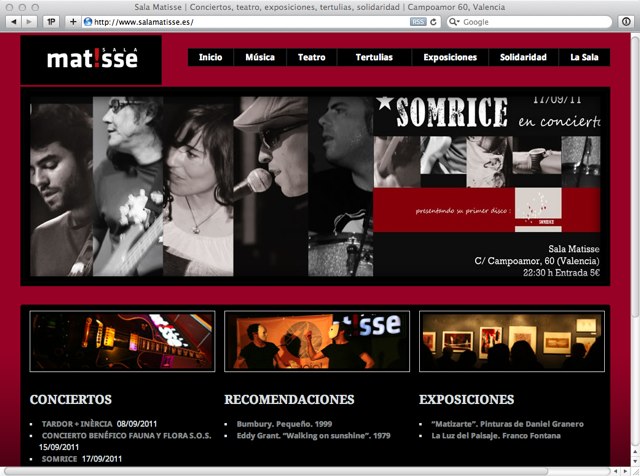 Sala Matisse | Conciertos, teatro, exposiciones, tertulias, solidaridad | Campoamor 60, Valencia
1P
http://www.salamatisse.es/
RSS
Google
SALA
mat!sse
Inicio
Música
Teatro
Tertulias
Exposiciones
Solidaridad
La Sala
17/09/11
SOMRICE
en concierto
presentando su primer disco :
Sala Matisse
C/ Campoamor, 60 (Valencia)
22:30 h Entrada 5€
isse
CONCIERTOS
TARDOR + INÈRCIA 08/09/2011
CONCIERTO BENÉFICO FAUNA Y FLORA S.O.S.
15/09/2011
SOMRICE 17/09/2011
RECOMENDACIONES
Bumbury. Pequeño. 1999
Eddy Grant. “Walking on sunshine”. 1979
EXPOSICIONES
“Matizarte”. Pinturas de Daniel Granero
La Luz del Paisaje. Franco Fontana